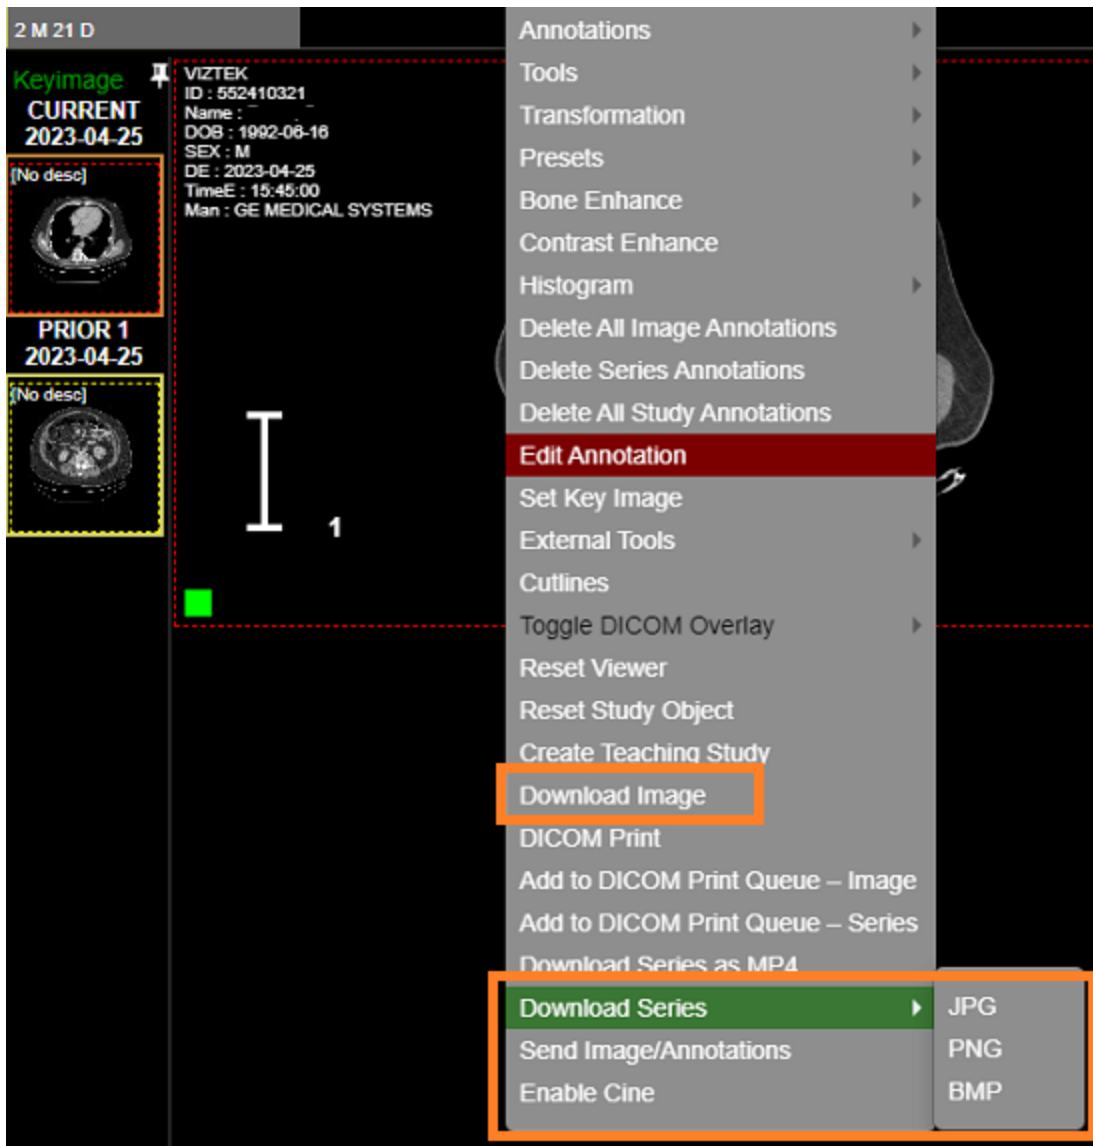 2 M 21 D
Keyimage
CURRENT
2023-04-25
[No desc]
PRIOR 1
2023-04-25
[No desc]
VIZTEK
ID : 552410321
Name :
DOB : 1992-06-16
SEX : M
DE : 2023-04-25
TimeE : 15:45:00
Man : GE MEDICAL SYSTEMS
1
Annotations
Tools
Transformation
Presets
Bone Enhance
Contrast Enhance
Histogram
Delete All Image Annotations
Delete Series Annotations
Delete All Study Annotations
Edit Annotation
Set Key Image
External Tools
Cutlines
Toggle DICOM Overlay
Reset Viewer
Reset Study Object
Create Teaching Study
Download Image
DICOM Print
Add to DICOM Print Queue – Image
Add to DICOM Print Queue – Series
Download Series as MP4
Download Series
Send Image/Annotations
Enable Cine
JPG
PNG
BMP